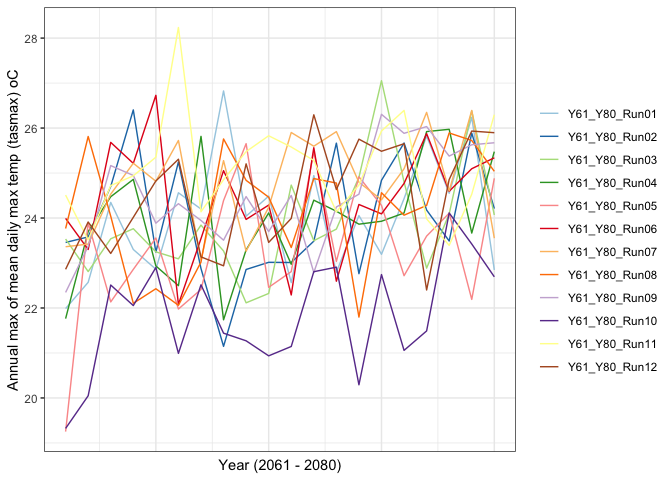 Annual max of mean daily max temp (tasmax) oC
28
26
24
22
20
Year (2061 - 2080)
Y61_Y80_Run01
Y61_Y80_Run02
Y61_Y80_Run03
Y61_Y80_Run04
Y61_Y80_Run05
Y61_Y80_Run06
Y61_Y80_Run07
Y61_Y80_Run08
Y61_Y80_Run09
Y61_Y80_Run10
Y61_Y80_Run11
Y61_Y80_Run12